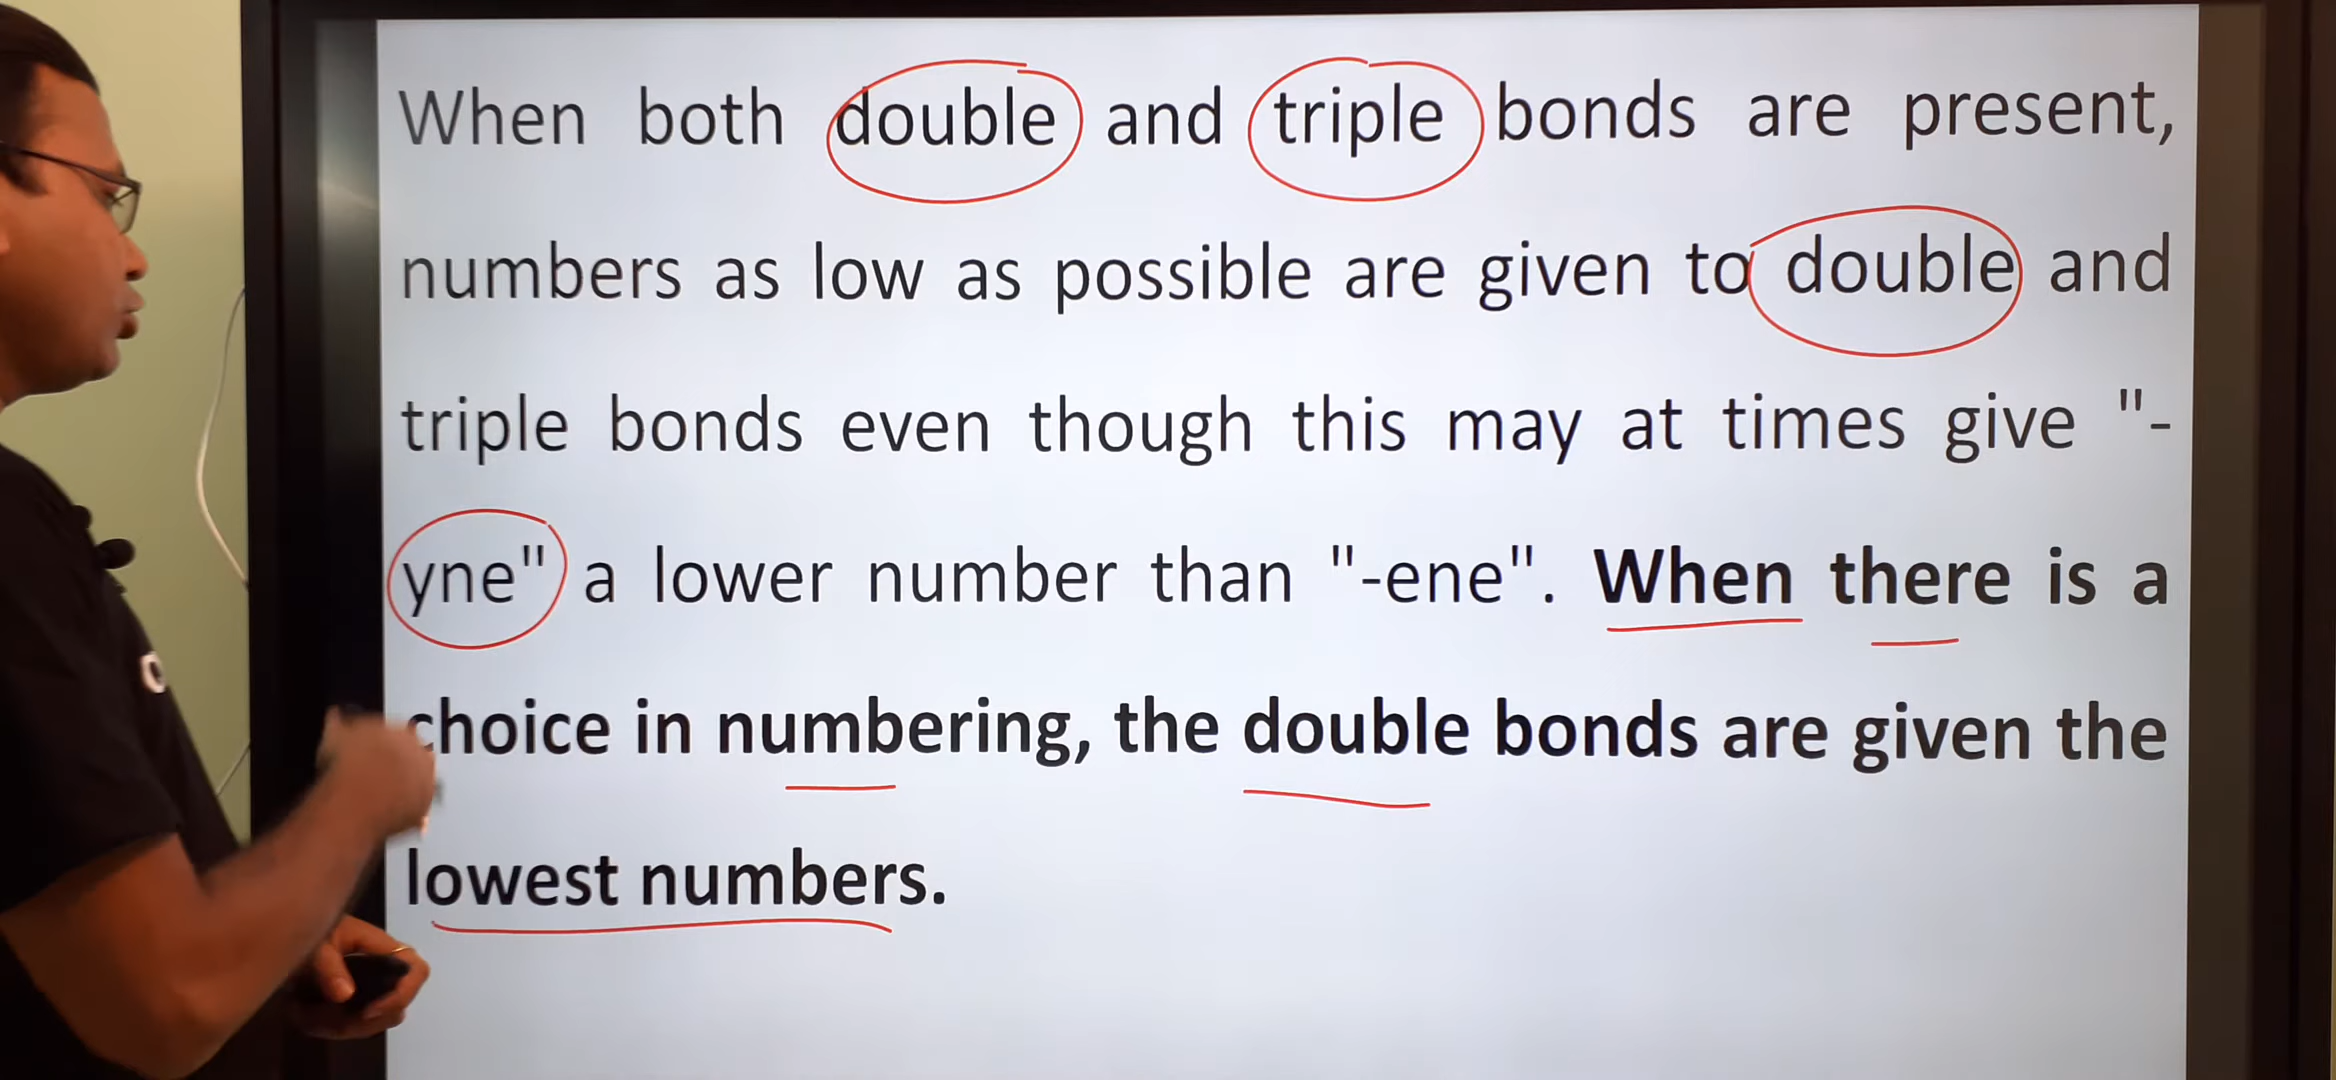 When both double and triple bonds are present,
numbers as low as possible are given to double and
triple bonds even though this may at times give "-
yne" a lower number than "-ene". When there is a
choice in numbering, the double bonds are given the
lowest numbers.